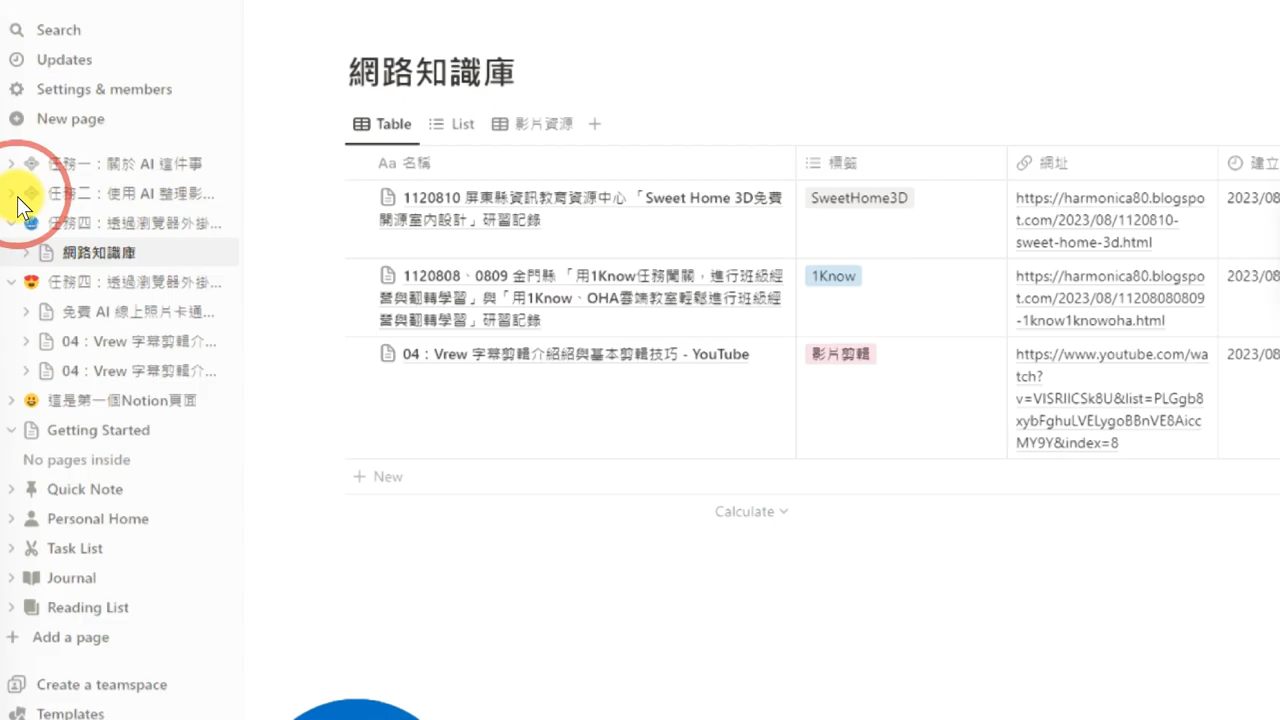 Search
Updates
Settings & members
New page
任務一：關於 AI 這件事
任務二：使用 AI 整理影...
任務四：透過瀏覽器外掛...
網路知識庫
任務四：透過瀏覽器外掛...
免費 AI 線上照片卡通...
04：Vrew 字幕剪輯介...
04：Vrew 字幕剪輯介...
這是第一個Notion頁面
Getting Started
No pages inside
Quick Note
Personal Home
Task List
Journal
Reading List
Add a page
Create a teamspace
Templates
網路知識庫
Table List 影片資源
Aa 名稱 標籤 網址 建立
1120810 屏東縣資訊教育資源中心 「Sweet Home 3D免費
開源室內設計」研習記錄
SweetHome3D
https://harmonica80.blogspo
t.com/2023/08/1120810-
sweet-home-3d.html
2023/08
1120808、0809 金門縣 「用1Know任務闖關，進行班級經
營與翻轉學習」與「用1Know、OHA雲端教室輕鬆進行班級經
營與翻轉學習」研習記錄
1Know
https://harmonica80.blogspo
t.com/2023/08/11208080809
-1know1knowoha.html
2023/08
04：Vrew 字幕剪輯介紹紹與基本剪輯技巧 - YouTube
影片剪輯
https://www.youtube.com/wa
tch?
v=VISRIICSk8U&list=PLGgb8
xybFghuLVELygoBBnVE8Aicc
MY9Y&index=8
2023/08
New
Calculate